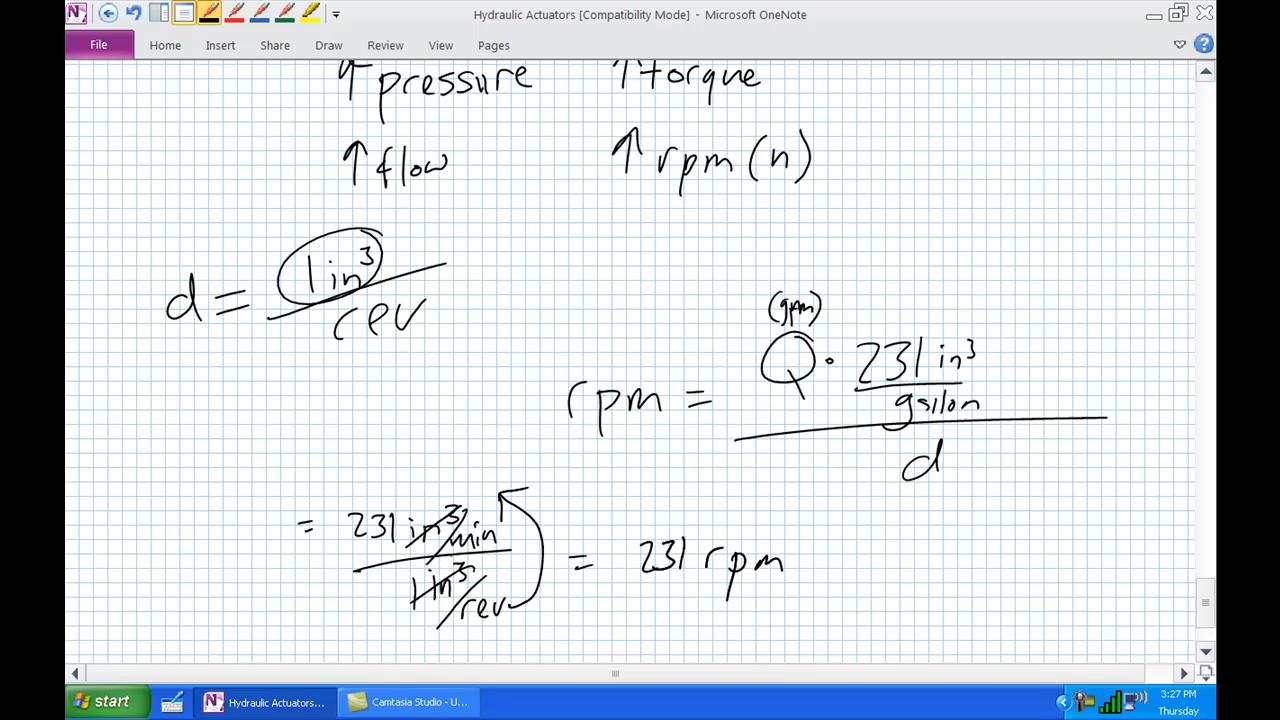 Hydraulic Actuators [Compatibility Mode] - Microsoft OneNote
File Home Insert Share Draw Review View Pages
↑ pressure ↑ torque
↑ flow ↑ rpm (n)
d = 1 in³ / rev
(gpm)
rpm = Q · 231 in³ / gallon / d
= 231 in³/min / 1 in³/rev = 231 rpm
start Hydraulic Actuators... Camtasia Studio - U... 3:27 PM
Thursday